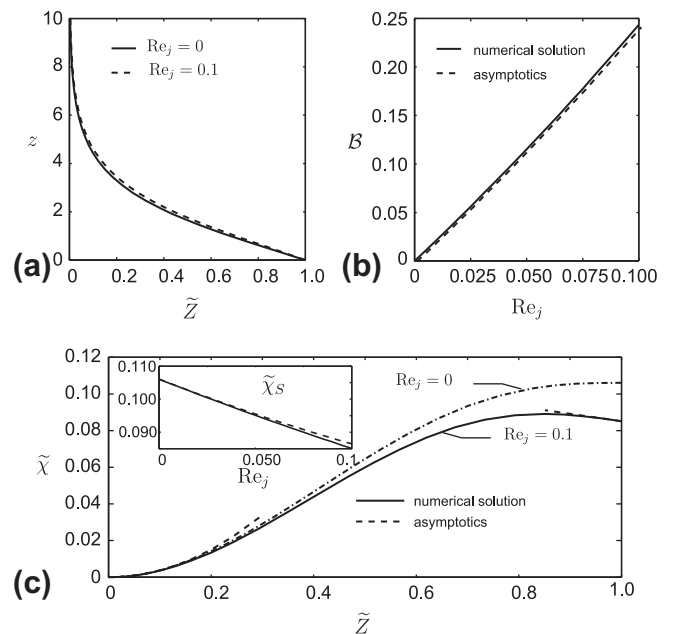 10
8
6
4
2
0
z
Re_j = 0
Re_j = 0.1
0 0.2 0.4 0.6 0.8 1.0
Z̃
(a)
0.25
0.20
0.15
0.10
0.05
0
ℬ
numerical solution
asymptotics
0 0.025 0.050 0.075 0.100
Re_j
(b)
0.12
0.10
0.08
0.06
0.04
0.02
0
χ̃
0.110
0.100
0.090
χ̃_S
0 0.050 0.1
Re_j
Re_j = 0
Re_j = 0.1
numerical solution
asymptotics
0 0.2 0.4 0.6 0.8 1.0
Z̃
(c)